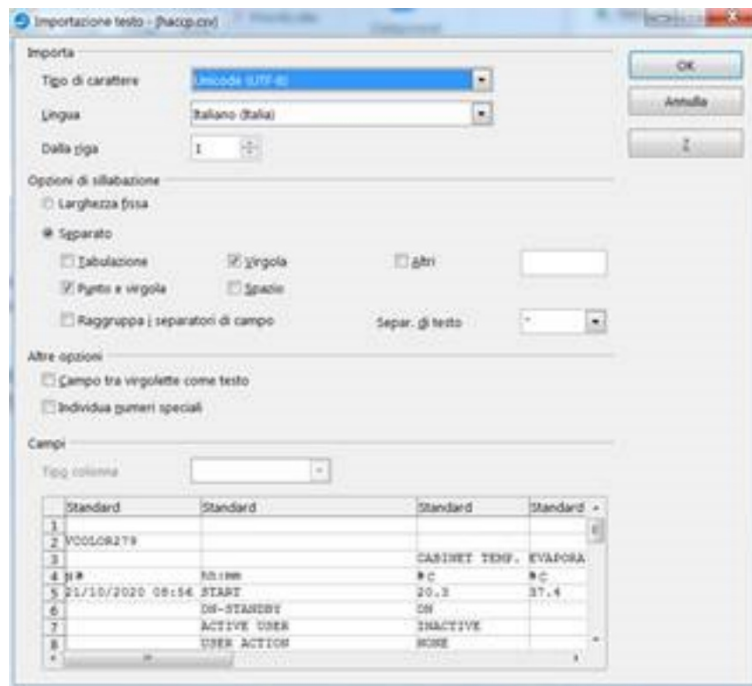 Importazione testo - [haccp.csv]
Importa
Tipo di carattere Unicode (UTF-8)
Lingua Italiano (Italia)
Dalla riga 1
OK
Annulla
?
Opzioni di sillabazione
Larghezza fissa
Separato
Tabulazione Virgola Altri
Punto e virgola Spazio
Raggruppa i separatori di campo Separ. di testo "
Altre opzioni
Campo tra virgolette come testo
Individua numeri speciali
Campi
Tipo colonna
Standard Standard Standard Standard
1
2 VCOLOR279
3 CABINET TEMP. EVAPORA
4 hh:mm °C °C
5 21/10/2020 08:56 START 20.3 37.4
6 ON-STANDBY ON
7 ACTIVE USER INACTIVE
8 USER ACTION NONE